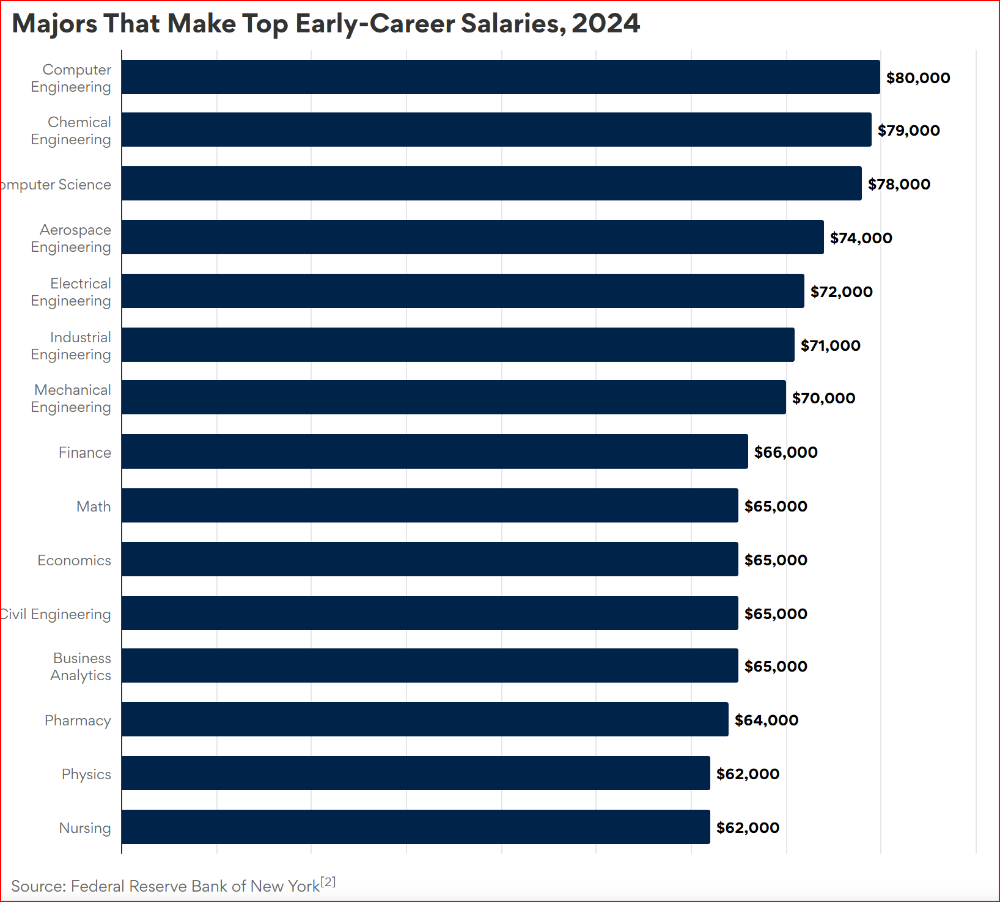 Majors That Make Top Early-Career Salaries, 2024
Computer
Engineering
$80,000
Chemical
Engineering
$79,000
omputer Science
$78,000
Aerospace
Engineering
$74,000
Electrical
Engineering
$72,000
Industrial
Engineering
$71,000
Mechanical
Engineering
$70,000
Finance
$66,000
Math
$65,000
Economics
$65,000
Civil Engineering
$65,000
Business
Analytics
$65,000
Pharmacy
$64,000
Physics
$62,000
Nursing
$62,000
Source: Federal Reserve Bank of New York[2]